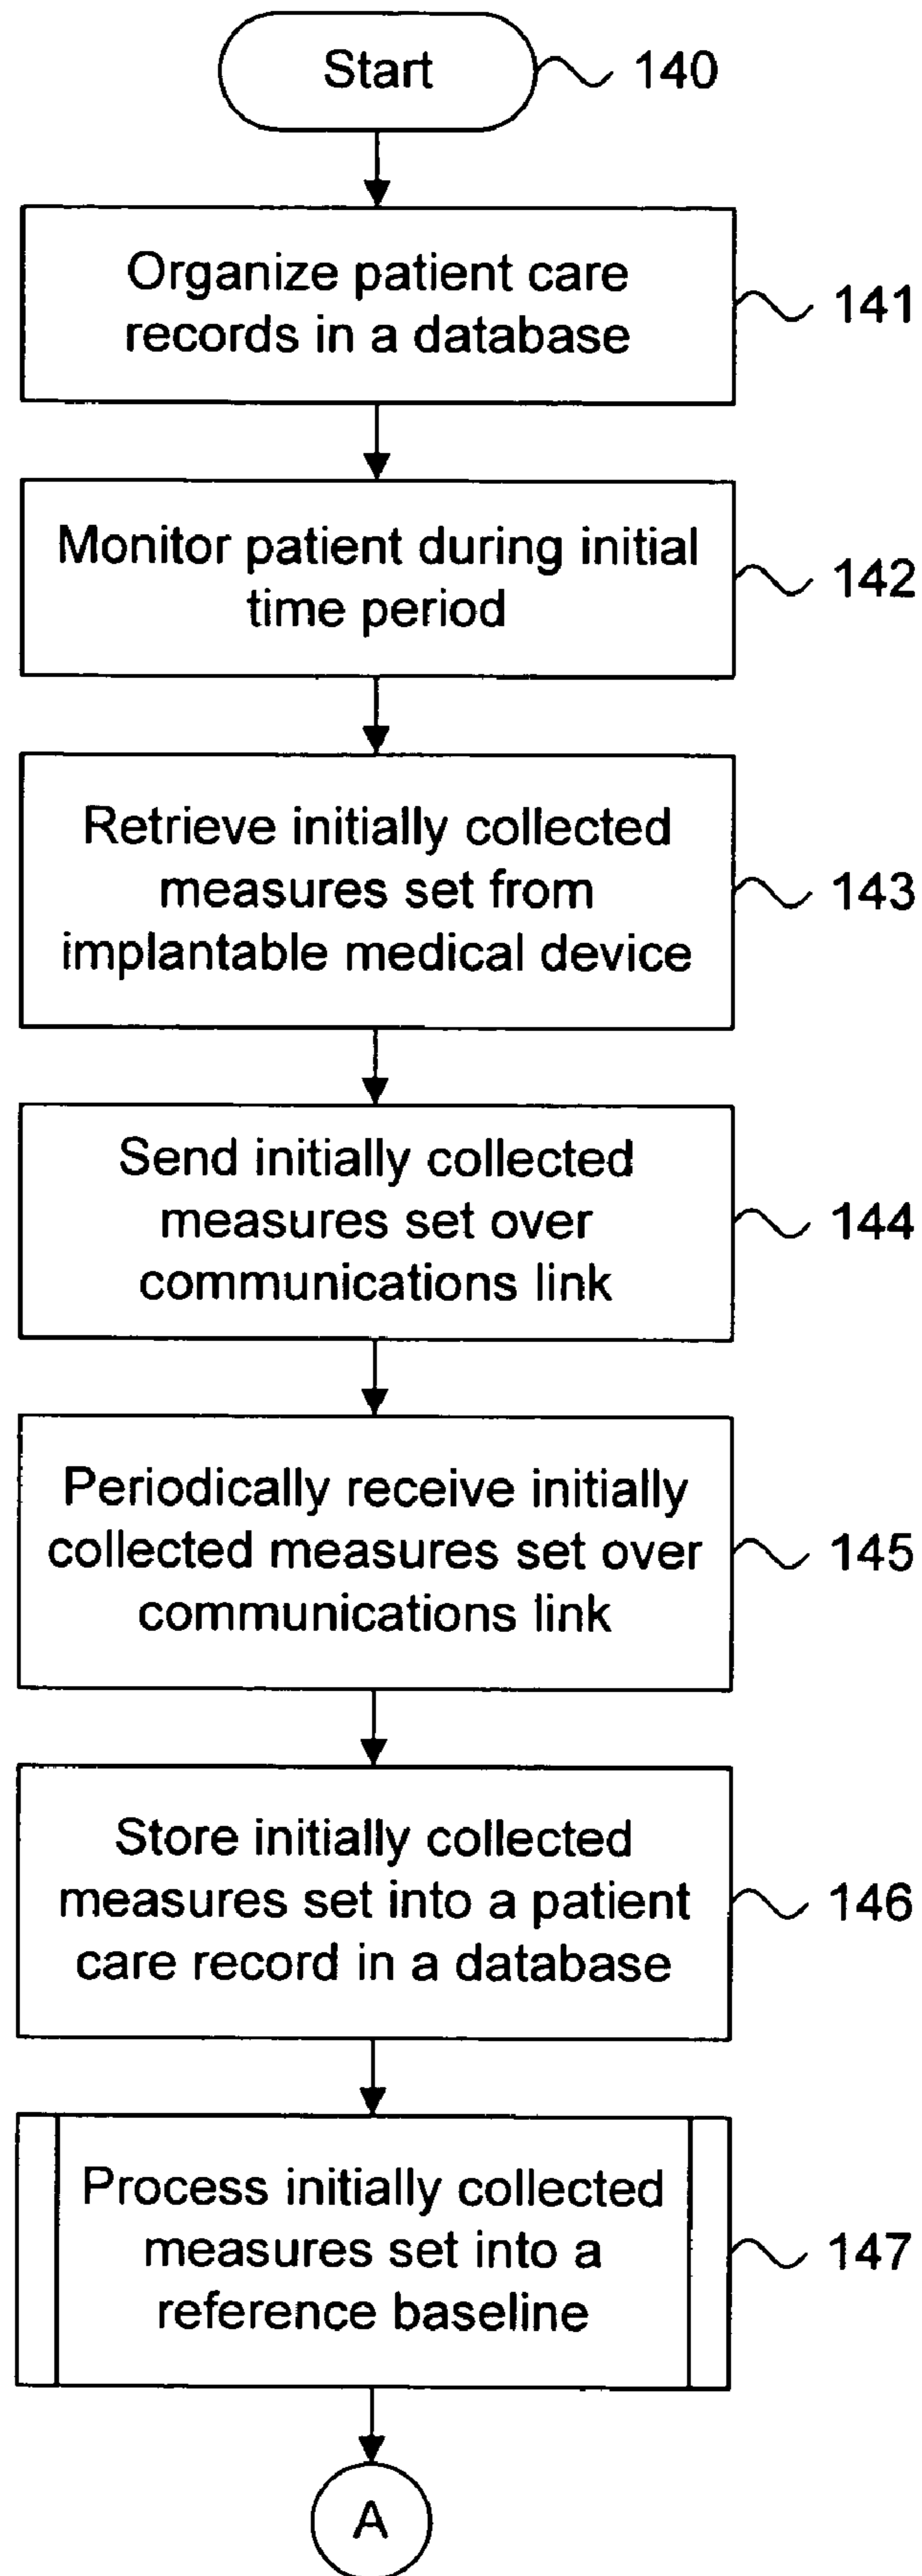 Start
140
Organize patient care
records in a database
141
Monitor patient during initial
time period
142
Retrieve initially collected
measures set from
implantable medical device
143
Send initially collected
measures set over
communications link
144
Periodically receive initially
collected measures set over
communications link
145
Store initially collected
measures set into a patient
care record in a database
146
Process initially collected
measures set into a
reference baseline
147
A